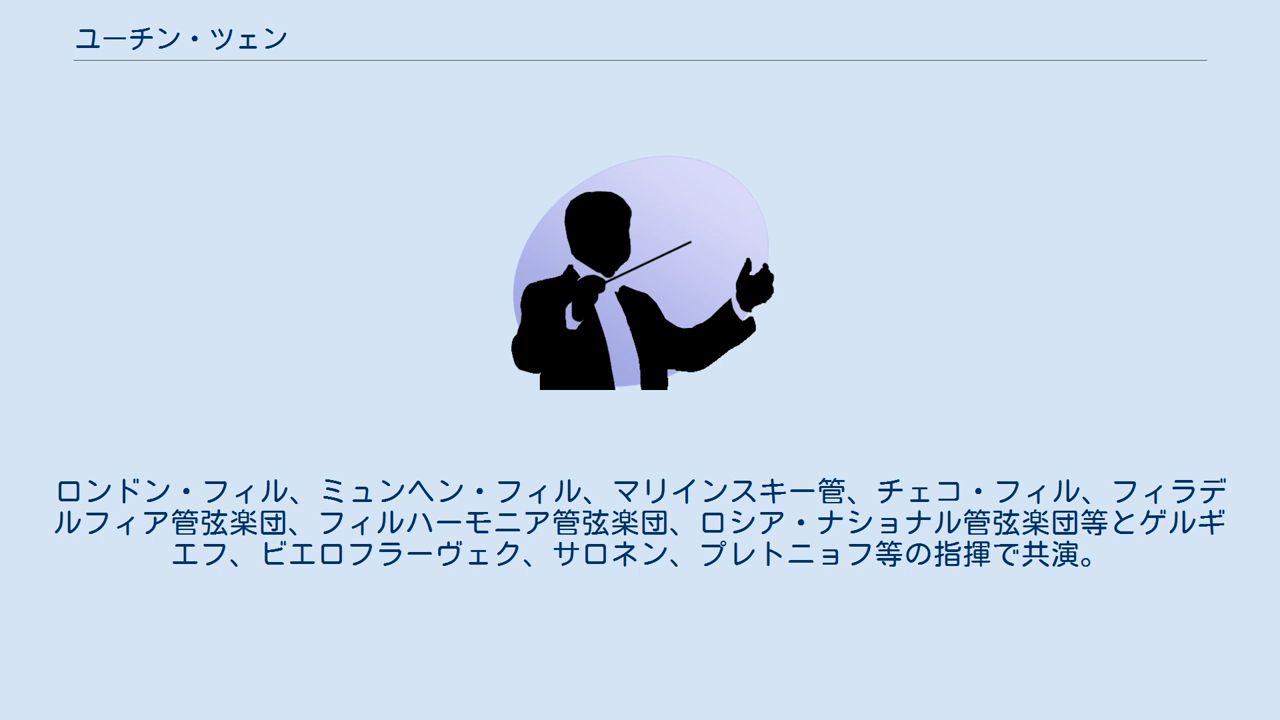 ユーチン・ツェン
ロンドン・フィル、ミュンヘン・フィル、マリインスキー管、チェコ・フィル、フィラデ
ルフィア管弦楽団、フィルハーモニア管弦楽団、ロシア・ナショナル管弦楽団等とゲルギ
エフ、ビエロフラーヴェク、サロネン、プレトニョフ等の指揮で共演。